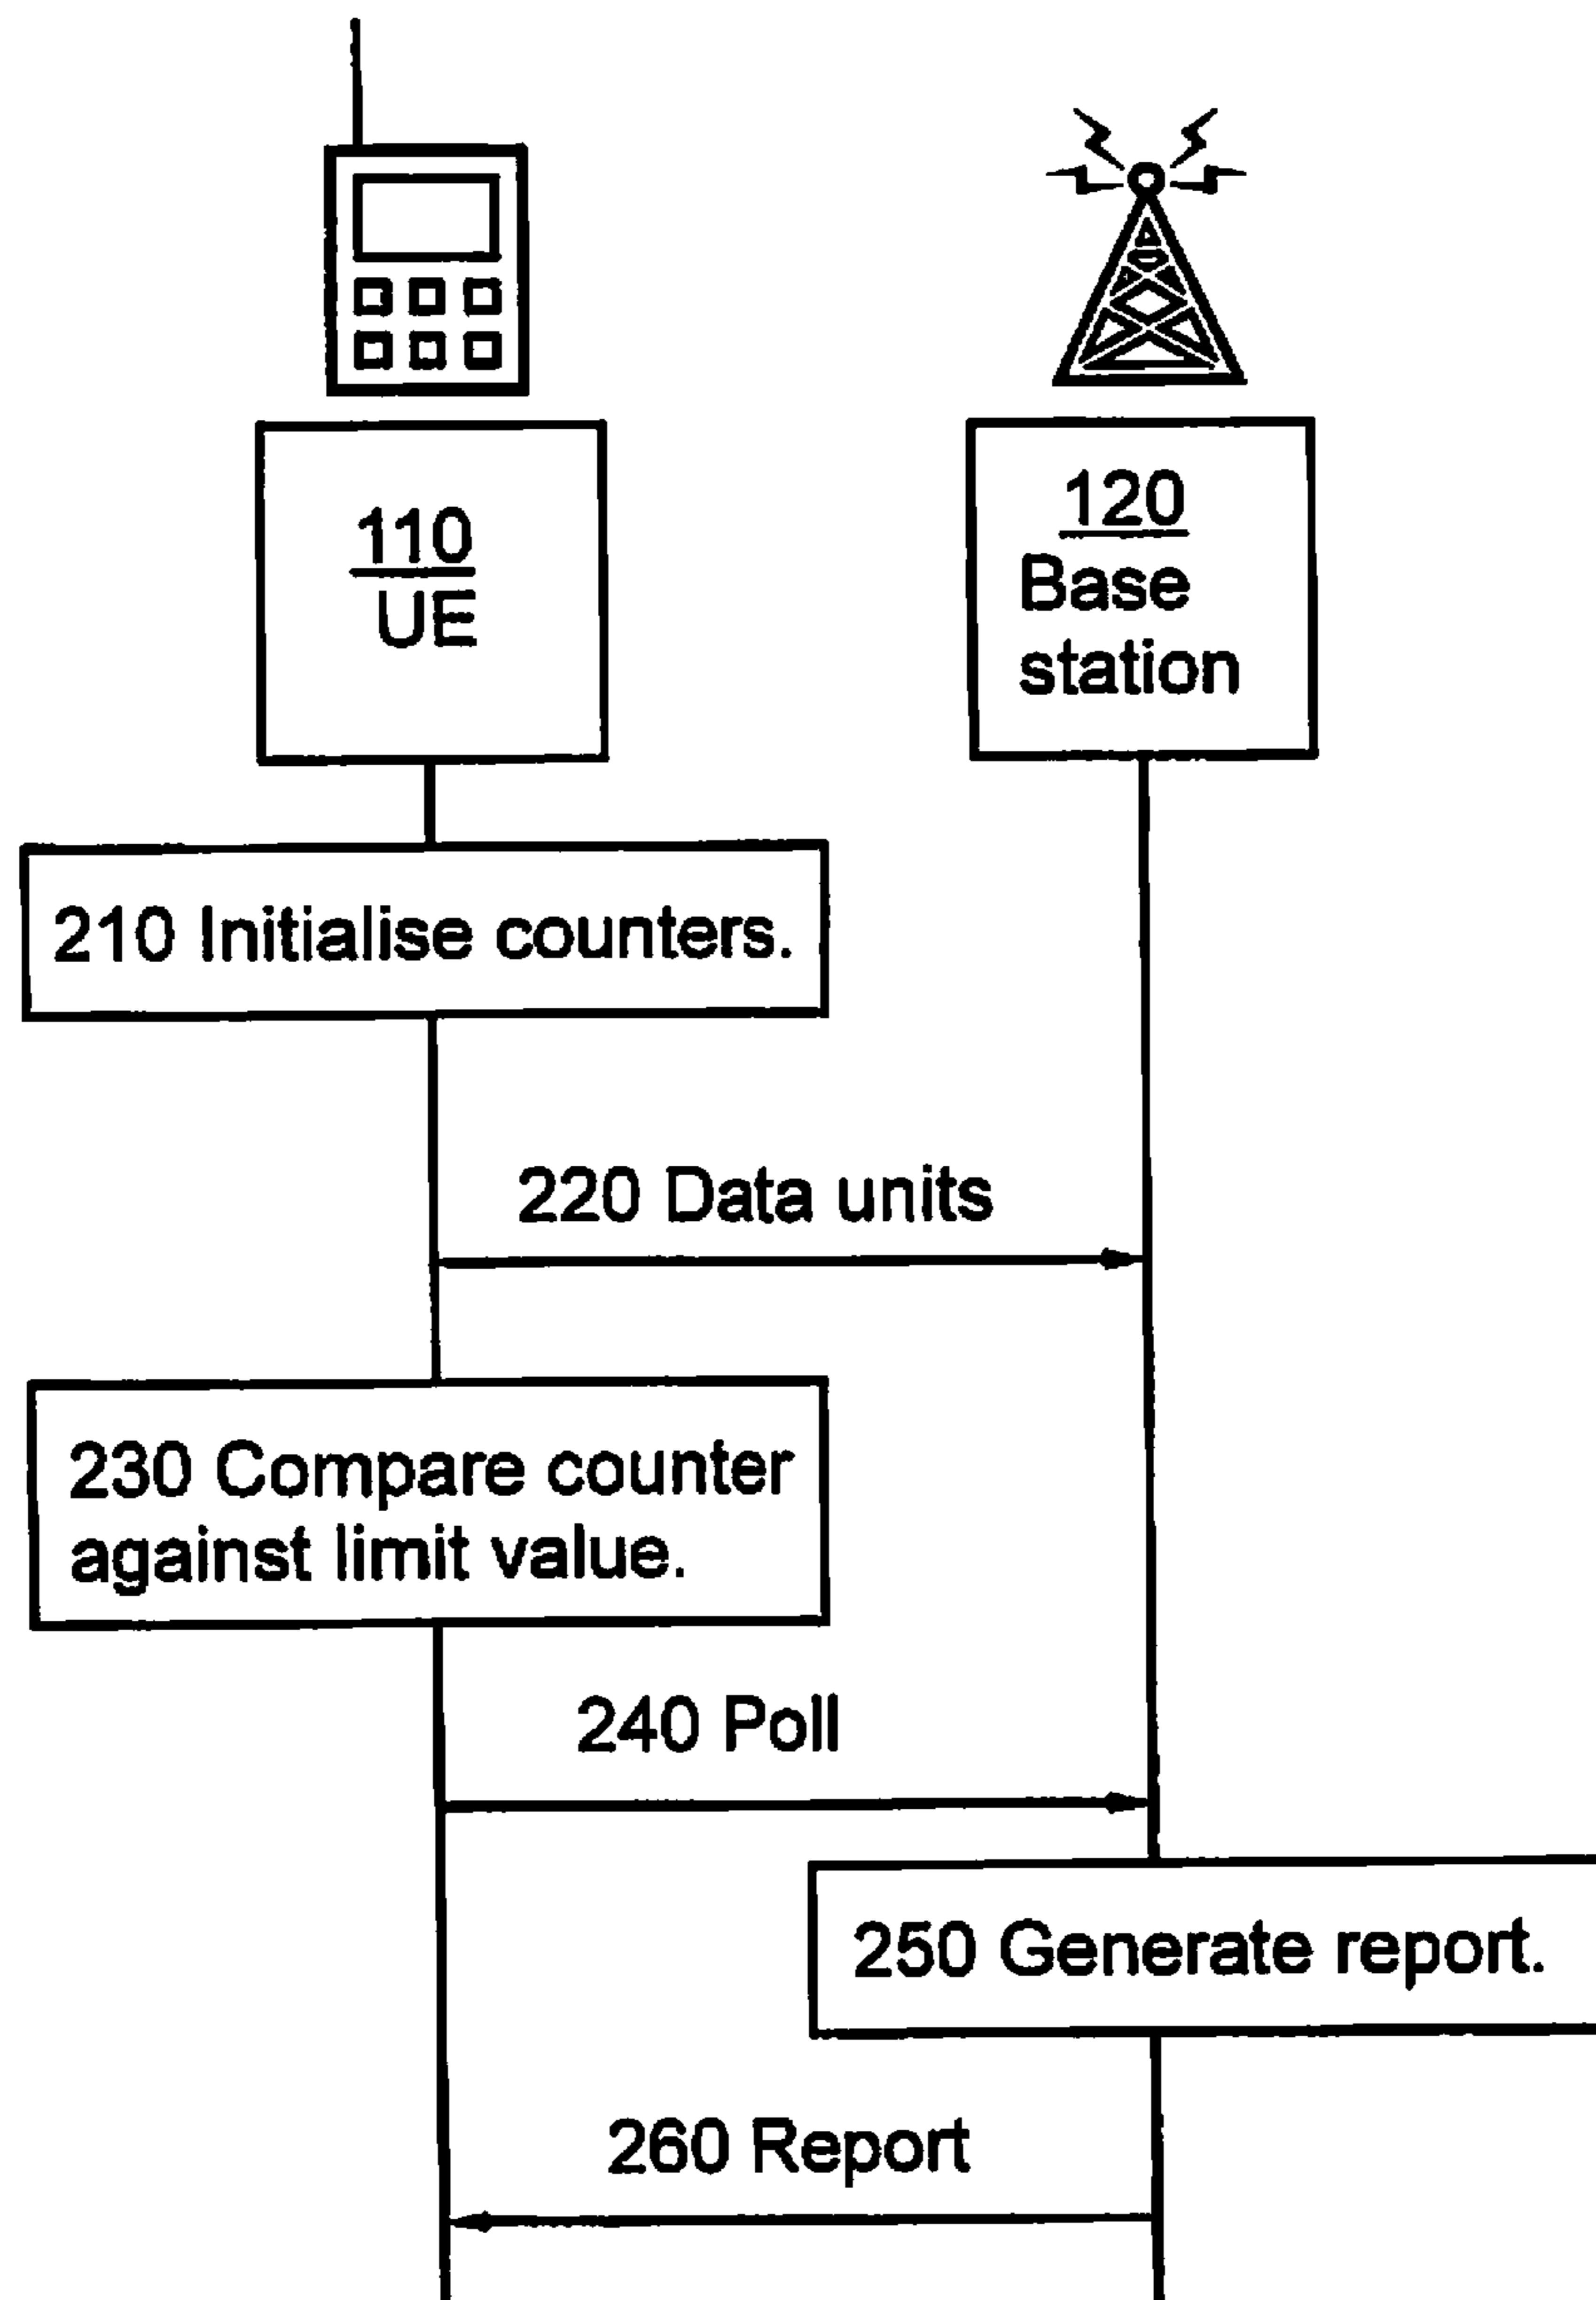 110
UE
120
Base
station
210 Initialise counters.
220 Data units
230 Compare counter
against limit value.
240 Poll
250 Generate report.
260 Report